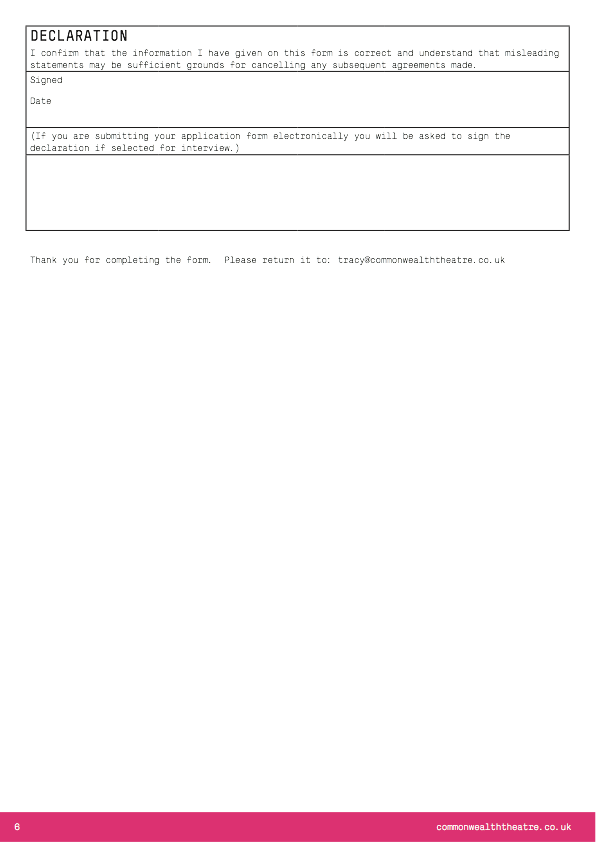 DECLARATION
I confirm that the information I have given on this form is correct and understand that misleading
statements may be sufficient grounds for cancelling any subsequent agreements made.
Signed
Date
(If you are submitting your application form electronically you will be asked to sign the
declaration if selected for interview.)
Thank you for completing the form.  Please return it to: tracy@commonwealththeatre.co.uk
6
commonwealththeatre.co.uk